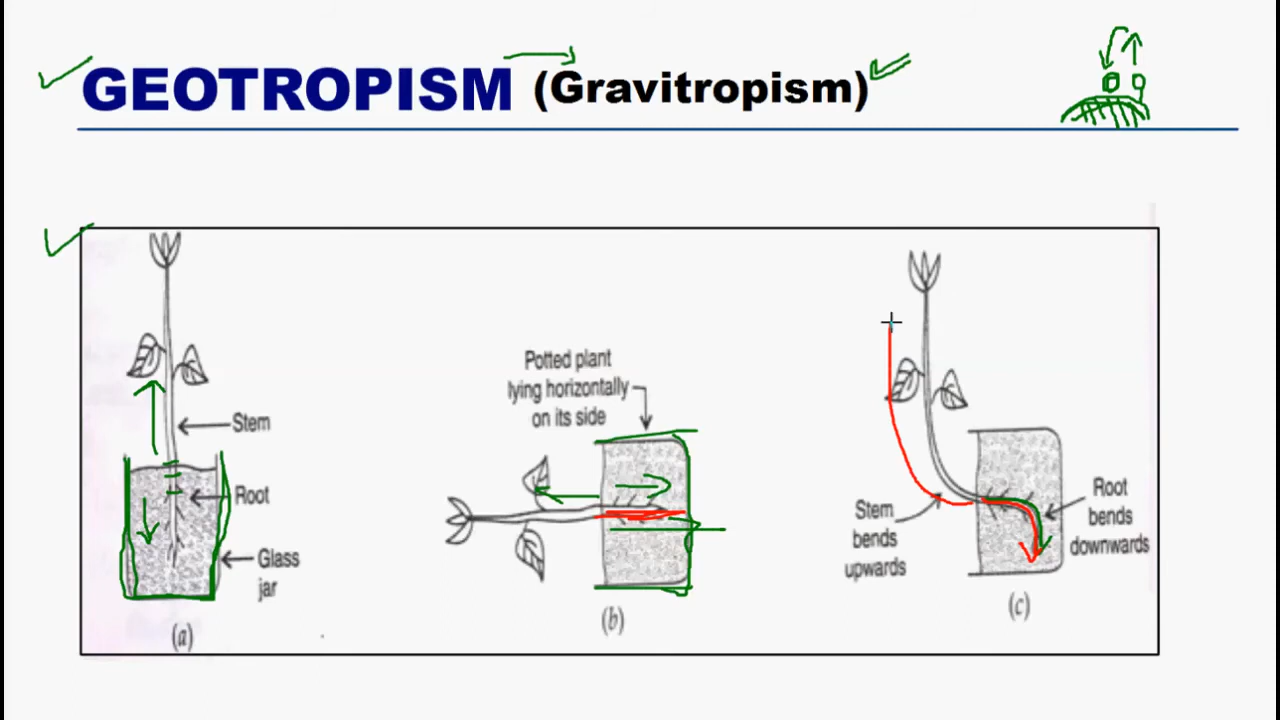 GEOTROPISM (Gravitropism)
Stem
Root
Glass
jar
(a)
Potted plant
lying horizontally
on its side
(b)
Stem
bends
upwards
Root
bends
downwards
(c)